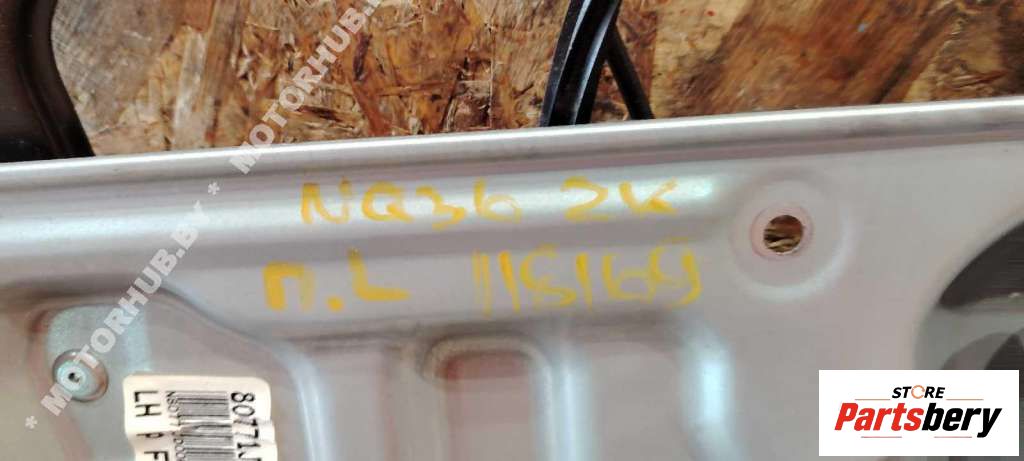 NQ36 2K
П.L 118169
* MOTORHUB.BY * MOTORHUB.BY
80771J
LH P F
STORE
Partsbery